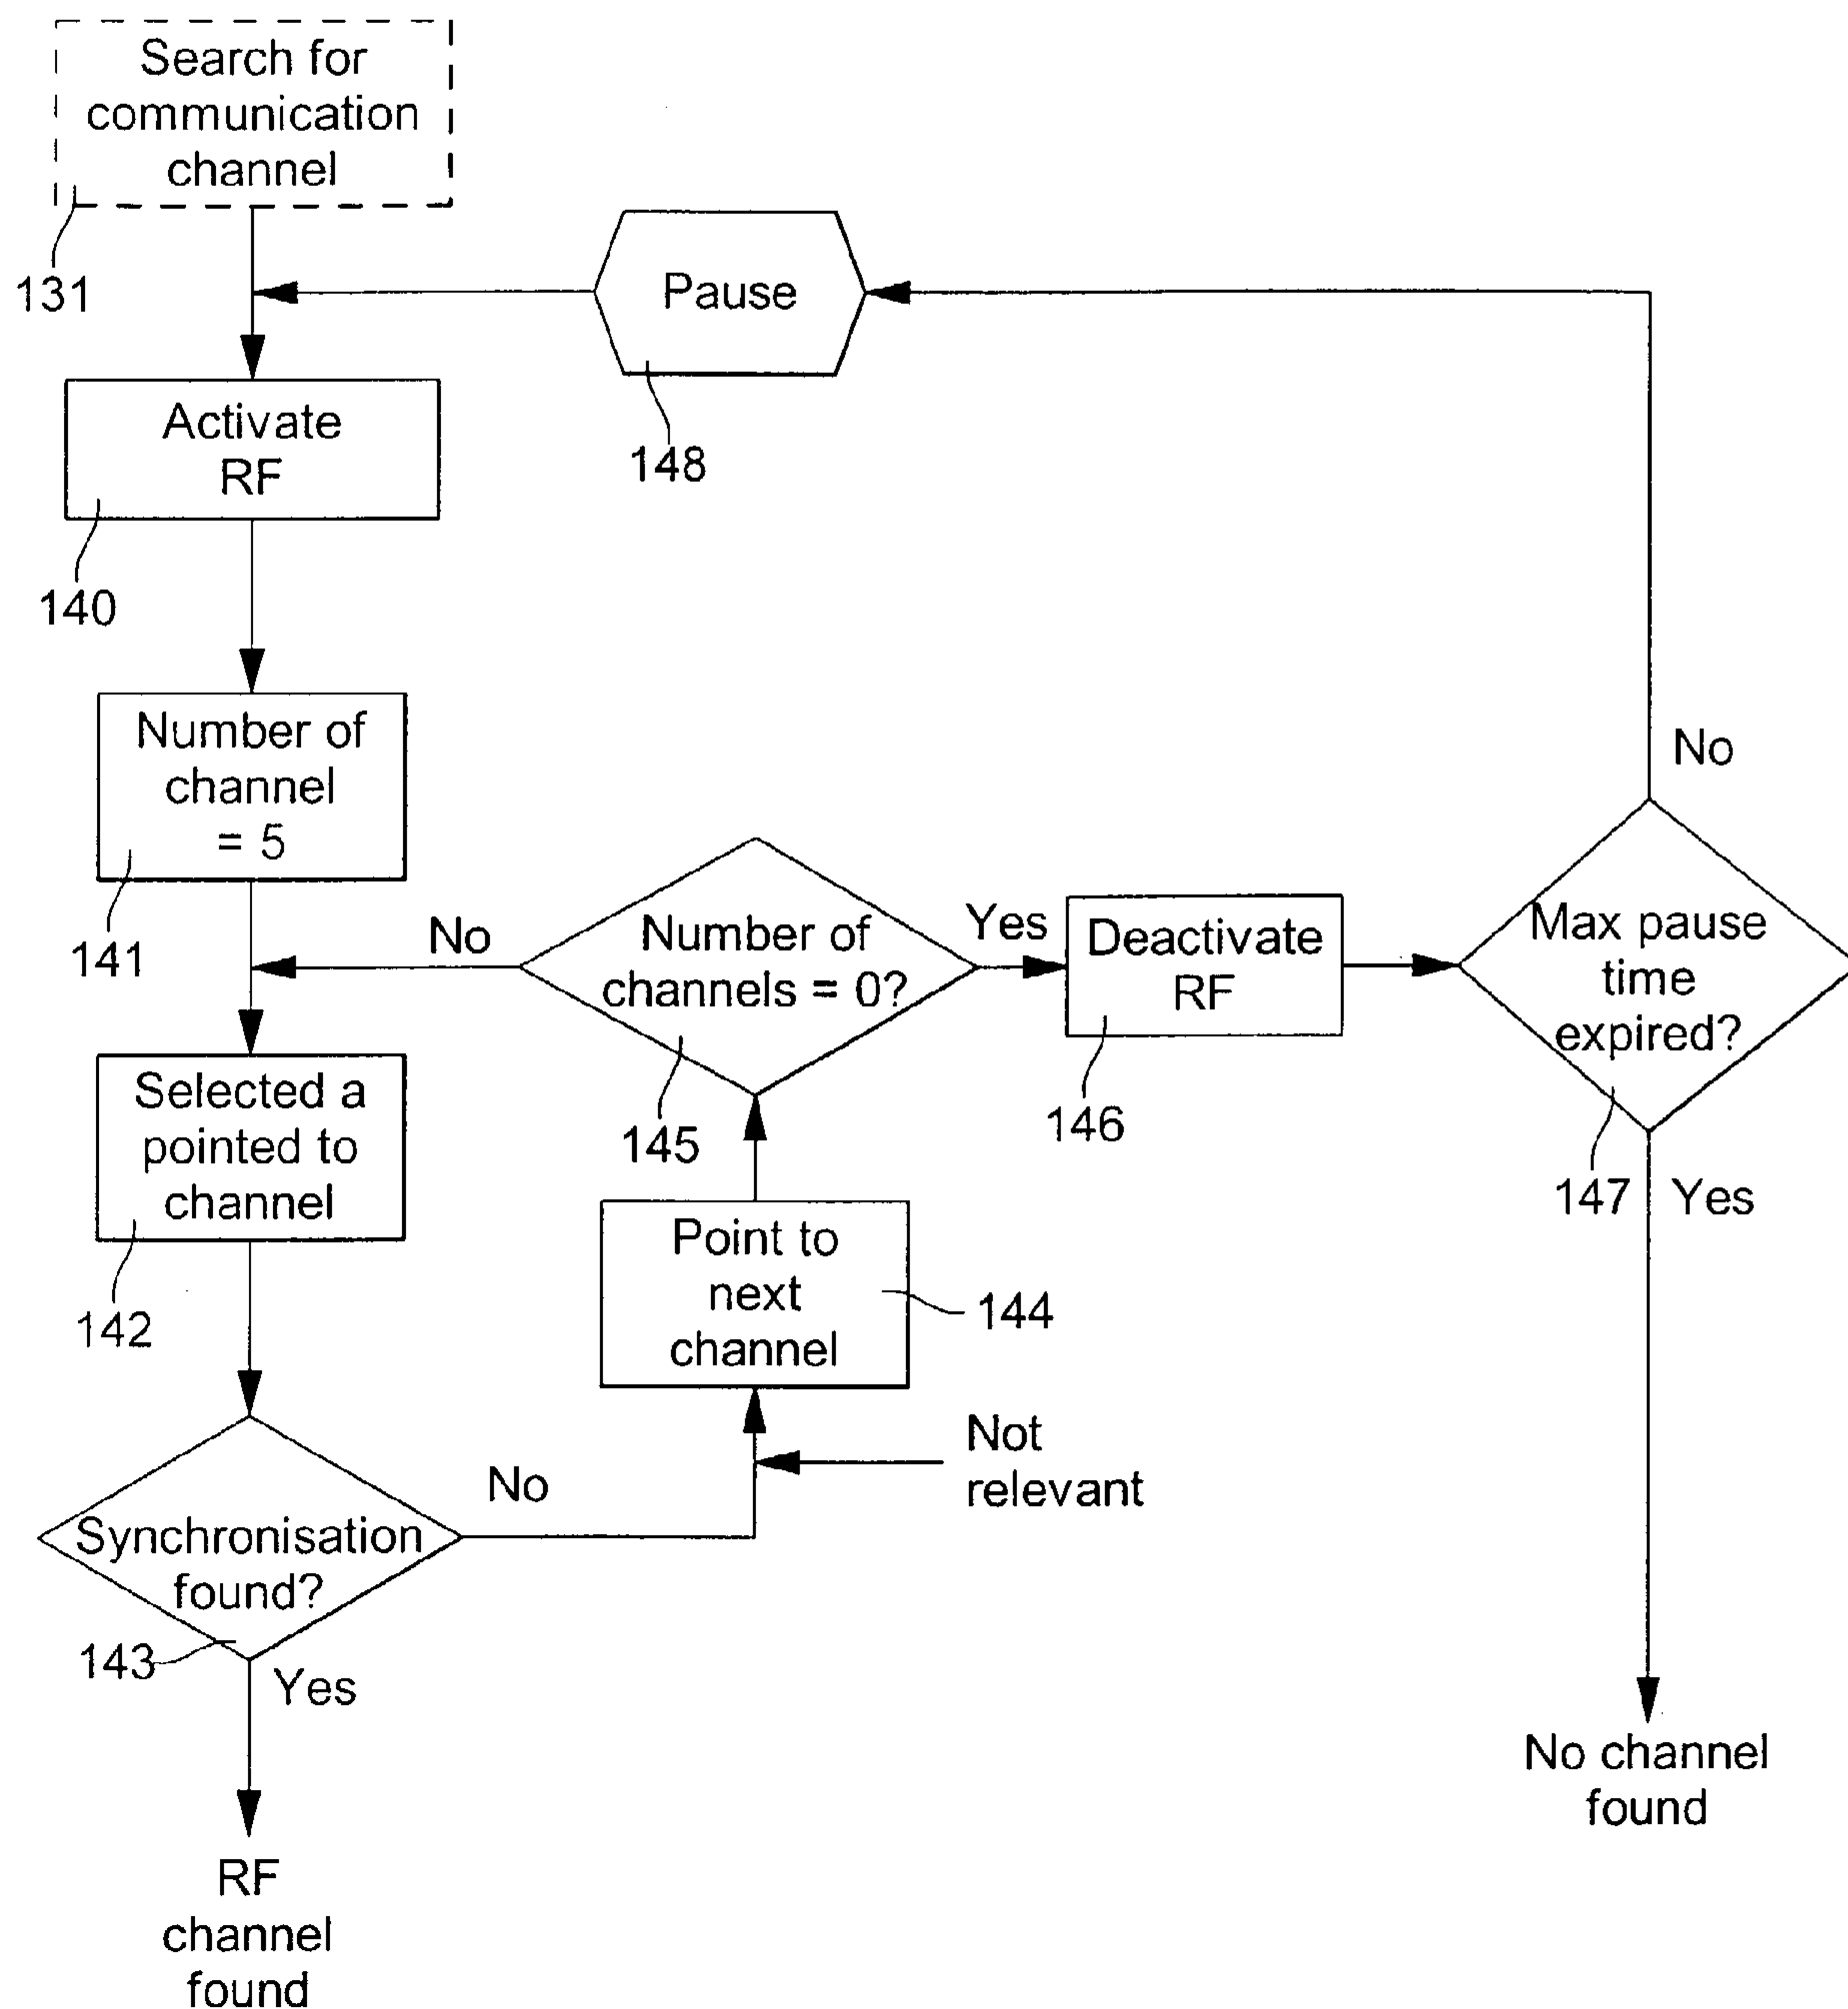 Search for
communication
channel
131
Pause
148
Activate
RF
140
Number of
channel
= 5
141
No
Number of
channels = 0?
145
Yes
Deactivate
RF
146
No
Max pause
time
expired?
147
Yes
Selected a
pointed to
channel
142
Point to
next
channel
144
Not
relevant
No
Synchronisation
found?
143
Yes
No channel
found
RF
channel
found